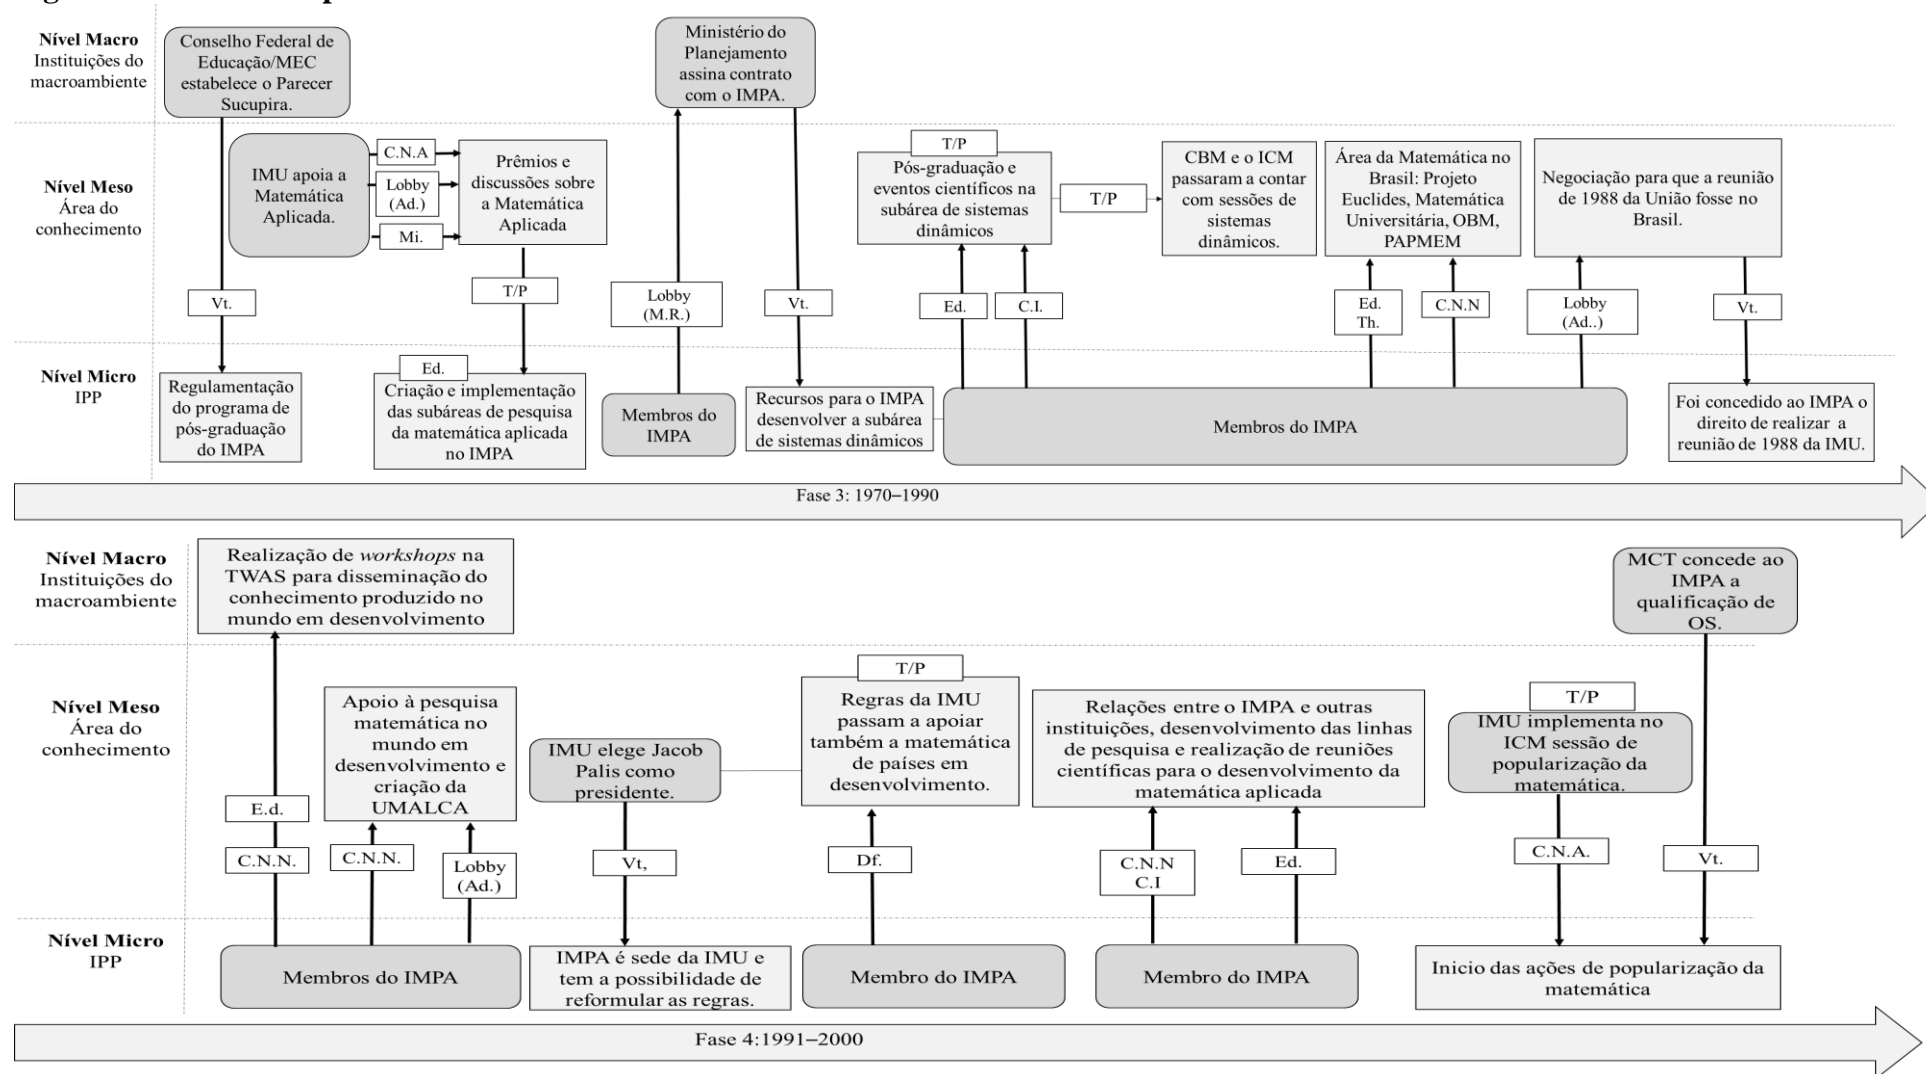 Nível Macro
Instituições do
macroambiente
Conselho Federal de
Educação/MEC
estabelece o Parecer
Sucupira.
Ministério do
Planejamento
assina contrato
com o IMPA.
Nível Meso
Área do
conhecimento
IMU apoia a
Matemática
Aplicada.
C.N.A
Lobby
(Ad.)
Mi.
Prêmios e
discussões sobre
a Matemática
Aplicada
T/P
Pós-graduação e
eventos científicos na
subárea de sistemas
dinâmicos
T/P
CBM e o ICM
passaram a contar
com sessões de
sistemas
dinâmicos.
Área da Matemática no
Brasil: Projeto
Euclides, Matemática
Universitária, OBM,
PAPMEM
Negociação para que a reunião
de 1988 da União fosse no
Brasil.
Vt.
T/P
Lobby
(M.R.)
Vt.
Ed.
C.I.
Ed.
Th.
C.N.N
Lobby
(Ad..)
Vt.
Nível Micro
IPP
Regulamentação
do programa de
pós-graduação
do IMPA
Ed.
Criação e implementação
das subáreas de pesquisa
da matemática aplicada
no IMPA
Membros do
IMPA
Recursos para o IMPA
desenvolver a subárea
de sistemas dinâmicos
Membros do IMPA
Foi concedido ao IMPA o
direito de realizar a
reunião de 1988 da IMU.
Fase 3: 1970–1990
Nível Macro
Instituições do
macroambiente
Realização de workshops na
TWAS para disseminação do
conhecimento produzido no
mundo em desenvolvimento
MCT concede ao
IMPA a
qualificação de
OS.
Nível Meso
Área do
conhecimento
Apoio à pesquisa
matemática no
mundo em
desenvolvimento e
criação da
UMALCA
IMU elege Jacob
Palis como
presidente.
T/P
Regras da IMU
passam a apoiar
também a matemática
de países em
desenvolvimento.
Relações entre o IMPA e outras
instituições, desenvolvimento das linhas
de pesquisa e realização de reuniões
científicas para o desenvolvimento da
matemática aplicada
T/P
IMU implementa no
ICM sessão de
popularização da
matemática.
E.d.
C.N.N.
C.N.N.
Lobby
(Ad.)
Vt,
Df.
C.N.N
C.I
Ed.
C.N.A.
Vt.
Nível Micro
IPP
Membros do IMPA
IMPA é sede da IMU e
tem a possibilidade de
reformular as regras.
Membro do IMPA
Membro do IMPA
Inicio das ações de popularização da
matemática
Fase 4:1991–2000